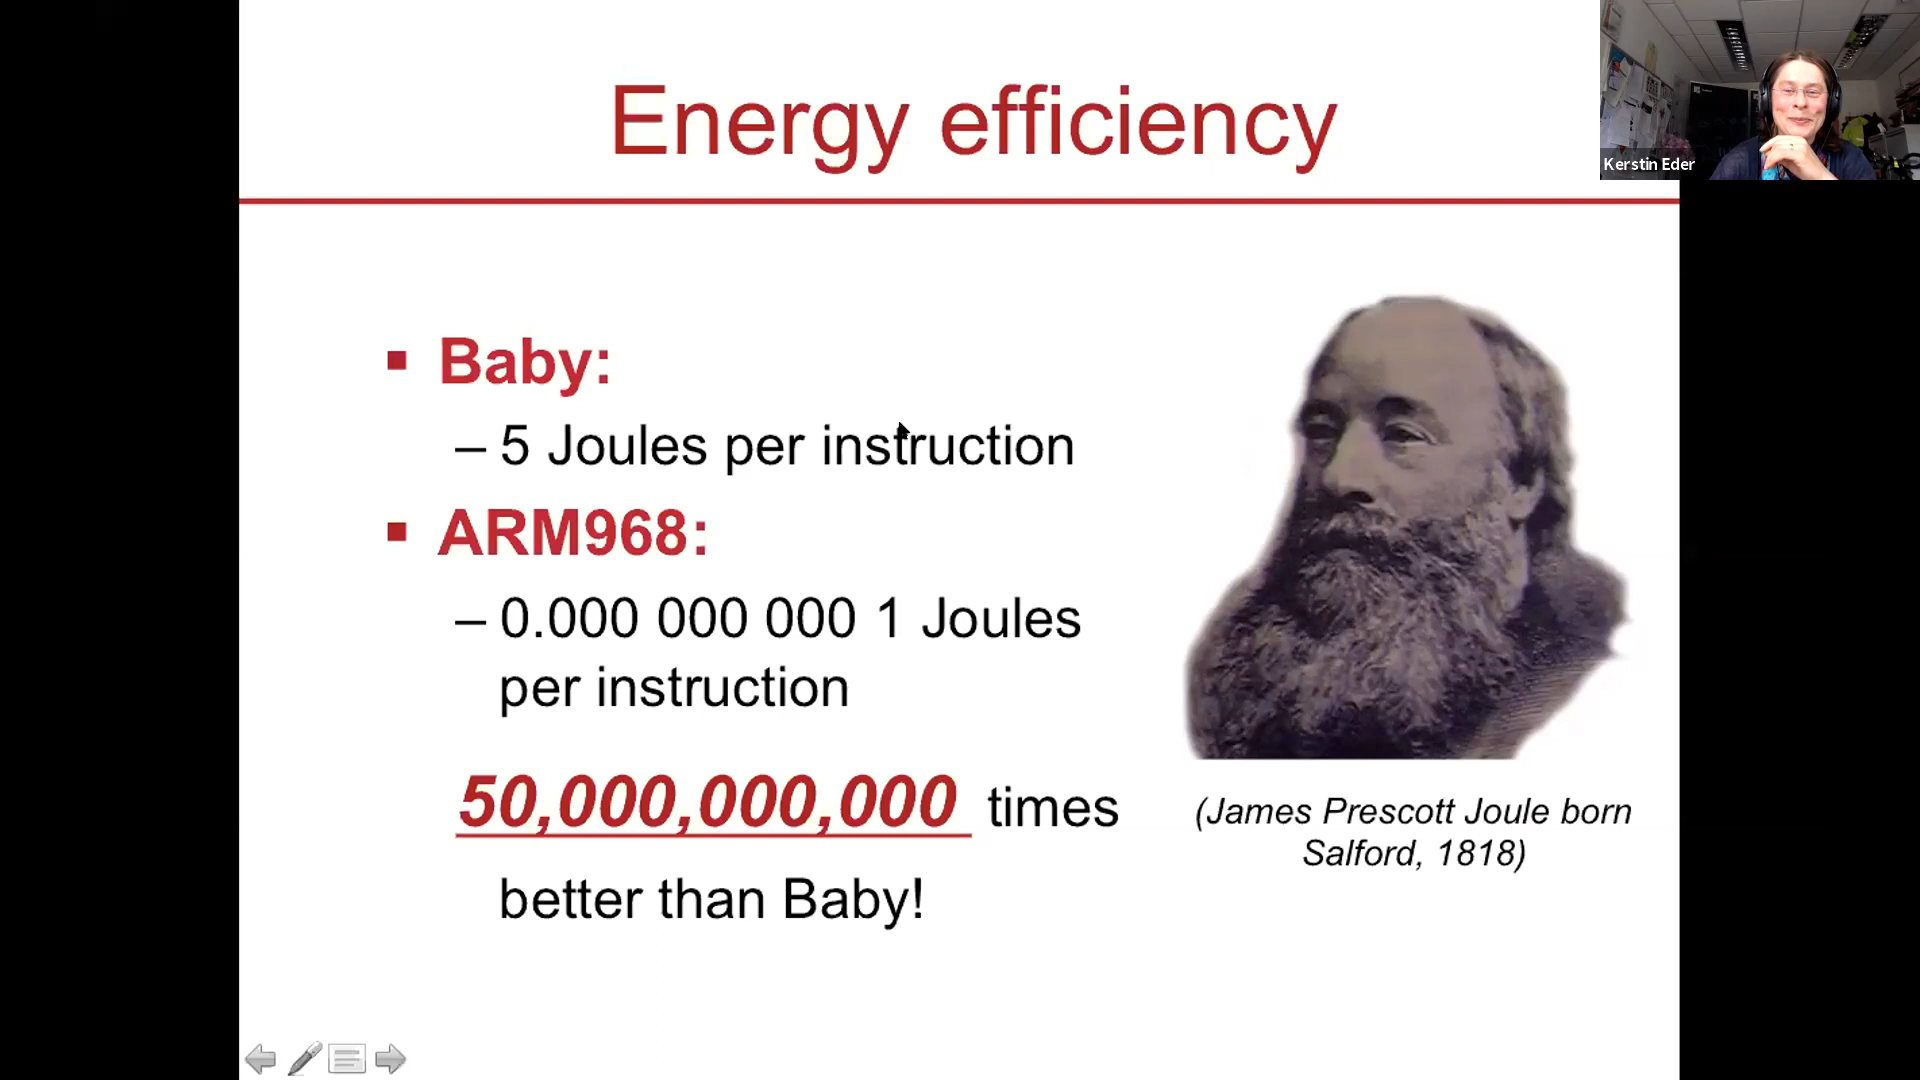 Energy efficiency
Kerstin Eder
▪ Baby:
– 5 Joules per instruction
▪ ARM968:
– 0.000 000 000 1 Joules
per instruction
50,000,000,000 times
better than Baby!
(James Prescott Joule born
Salford, 1818)